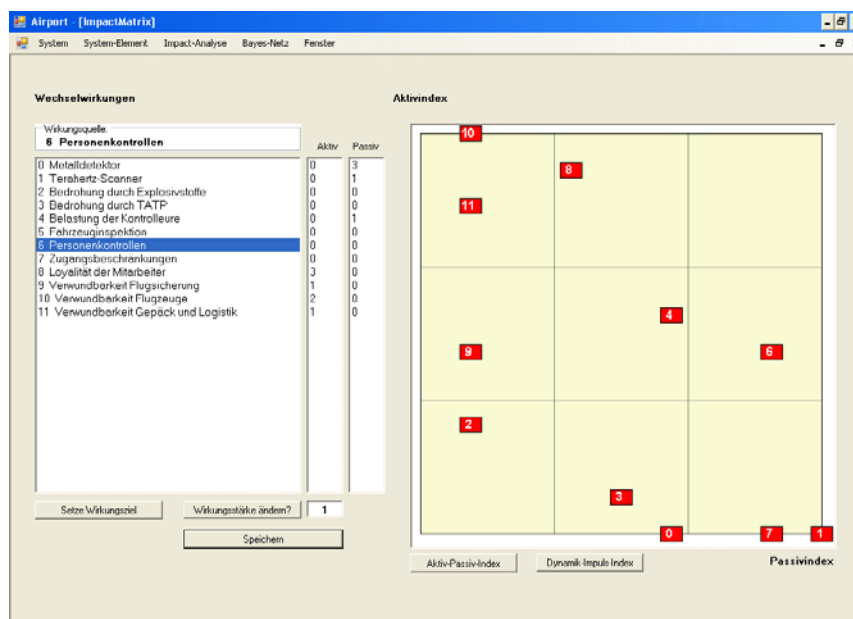 Airport - [ImpactMatrix]
System System-Element Impact-Analyse Bayes-Netz Fenster
Wechselwirkungen
Aktivindex
Wirkungsquelle:
6 Personenkontrollen
Aktiv Passiv
0 Metalldetektor 0 3
1 Terahertz-Scanner 0 1
2 Bedrohung durch Explosivstoffe 0 0
3 Bedrohung durch TATP 0 0
4 Belastung der Kontrolleure 0 1
5 Fahrzeuginspektion 0 0
6 Personenkontrollen 0 0
7 Zugangsbeschränkungen 0 0
8 Loyalität der Mitarbeiter 3 0
9 Verwundbarkeit Flugsicherung 1 0
10 Verwundbarkeit Flugzeuge 2 0
11 Verwundbarkeit Gepäck und Logistik 1 0
Setze Wirkungsziel
Wirkungsstärke ändern?
1
Speichern
10
8
11
4
9
6
2
3
0
7
1
Aktiv-Passiv-Index
Dynamik-Impuls-Index
Passivindex